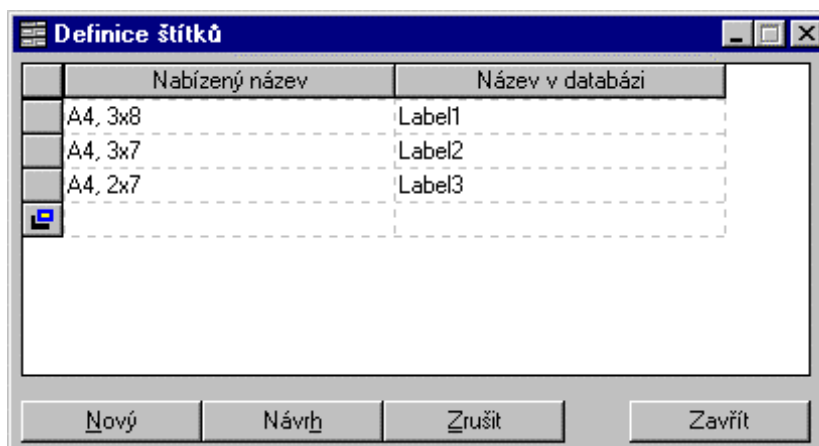 Definice štítků
Nabízený název Název v databázi
A4, 3x8 Label1
A4, 3x7 Label2
A4, 2x7 Label3
Nový Návrh Zrušit Zavřít